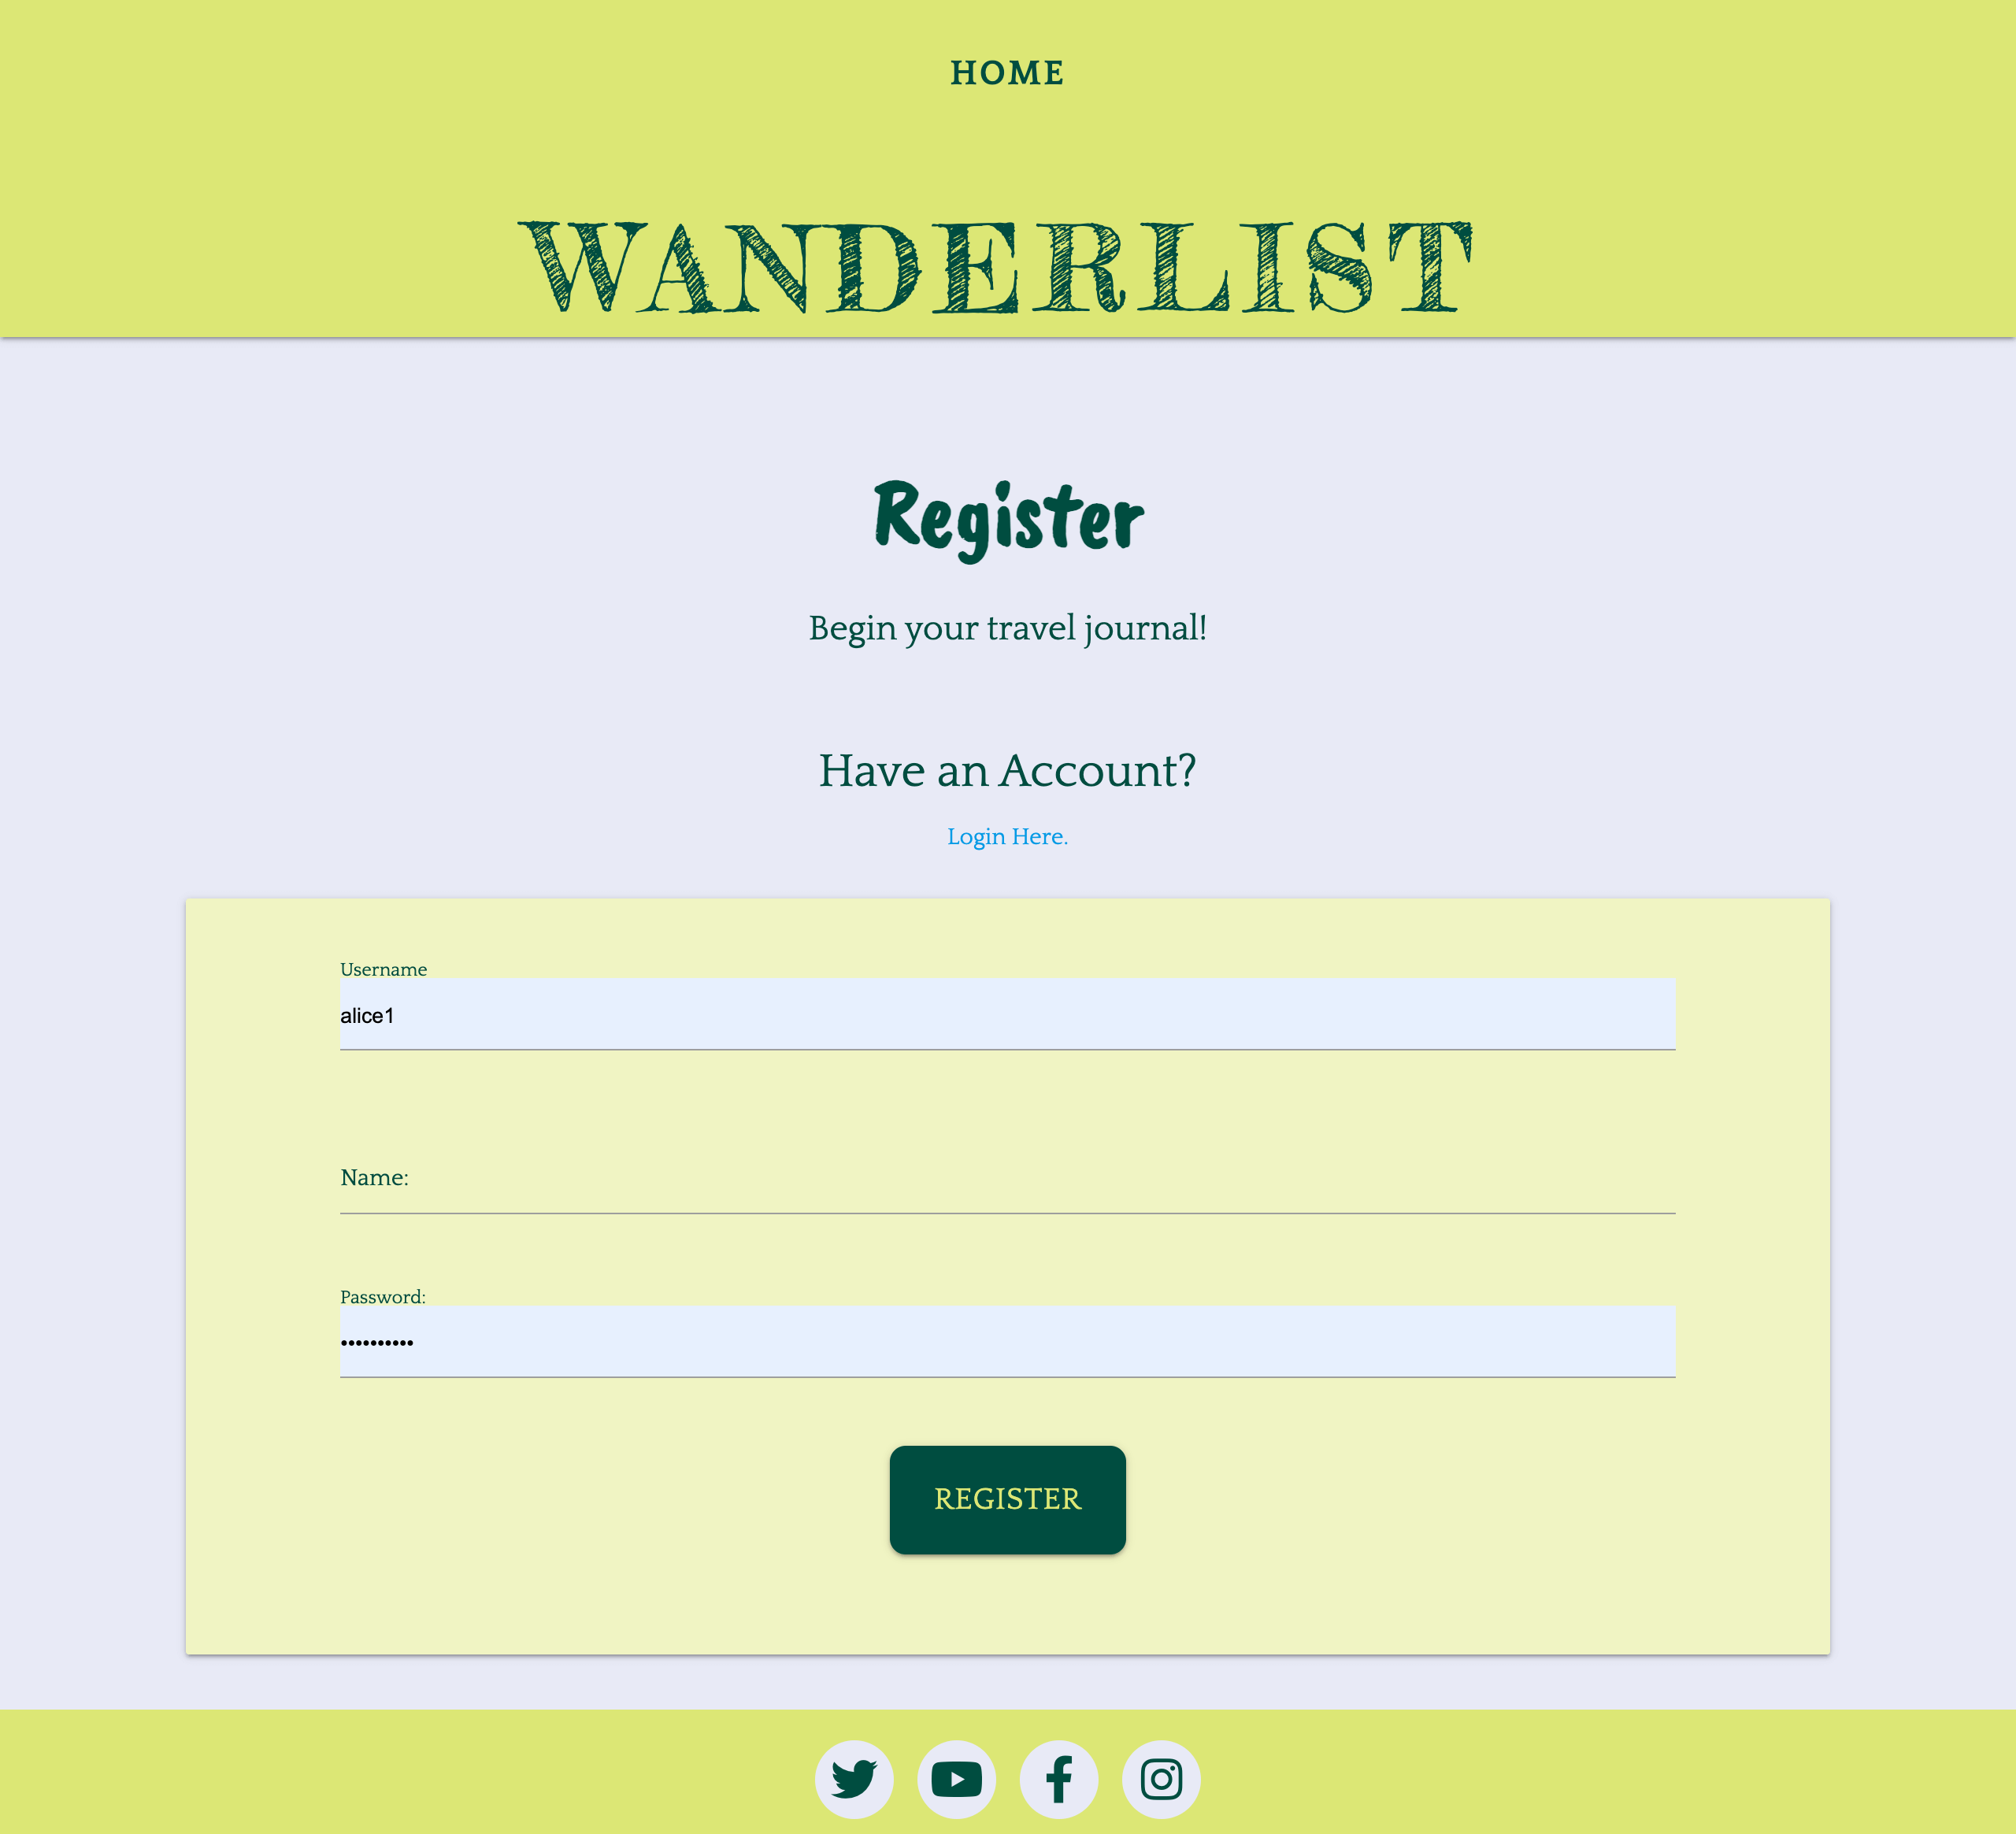 HOME
WANDERLIST
Register
Begin your travel journal!
Have an Account?
Login Here.
Username
alice1
Name:
Password:
••••••••••
REGISTER